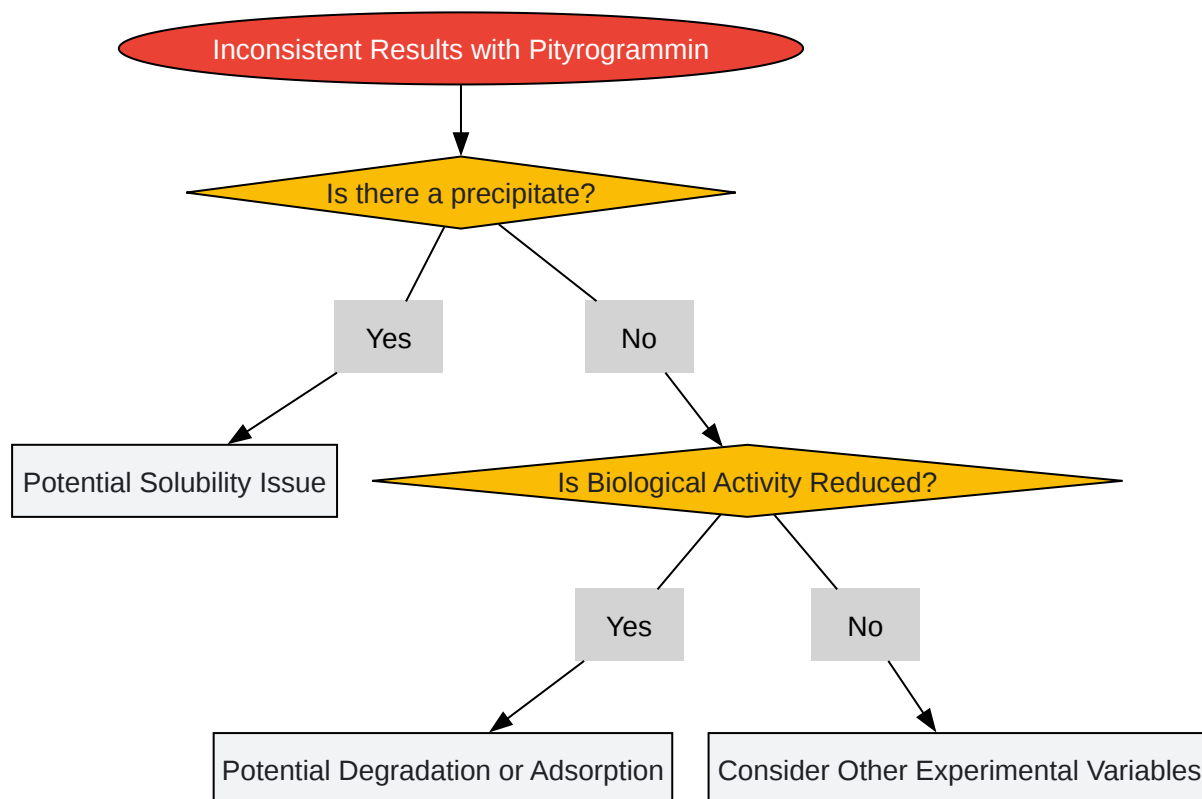 Inconsistent Results with Pityrogrammin
Is there a precipitate?
Yes
No
Potential Solubility Issue
Is Biological Activity Reduced?
Yes
No
Potential Degradation or Adsorption
Consider Other Experimental Variables